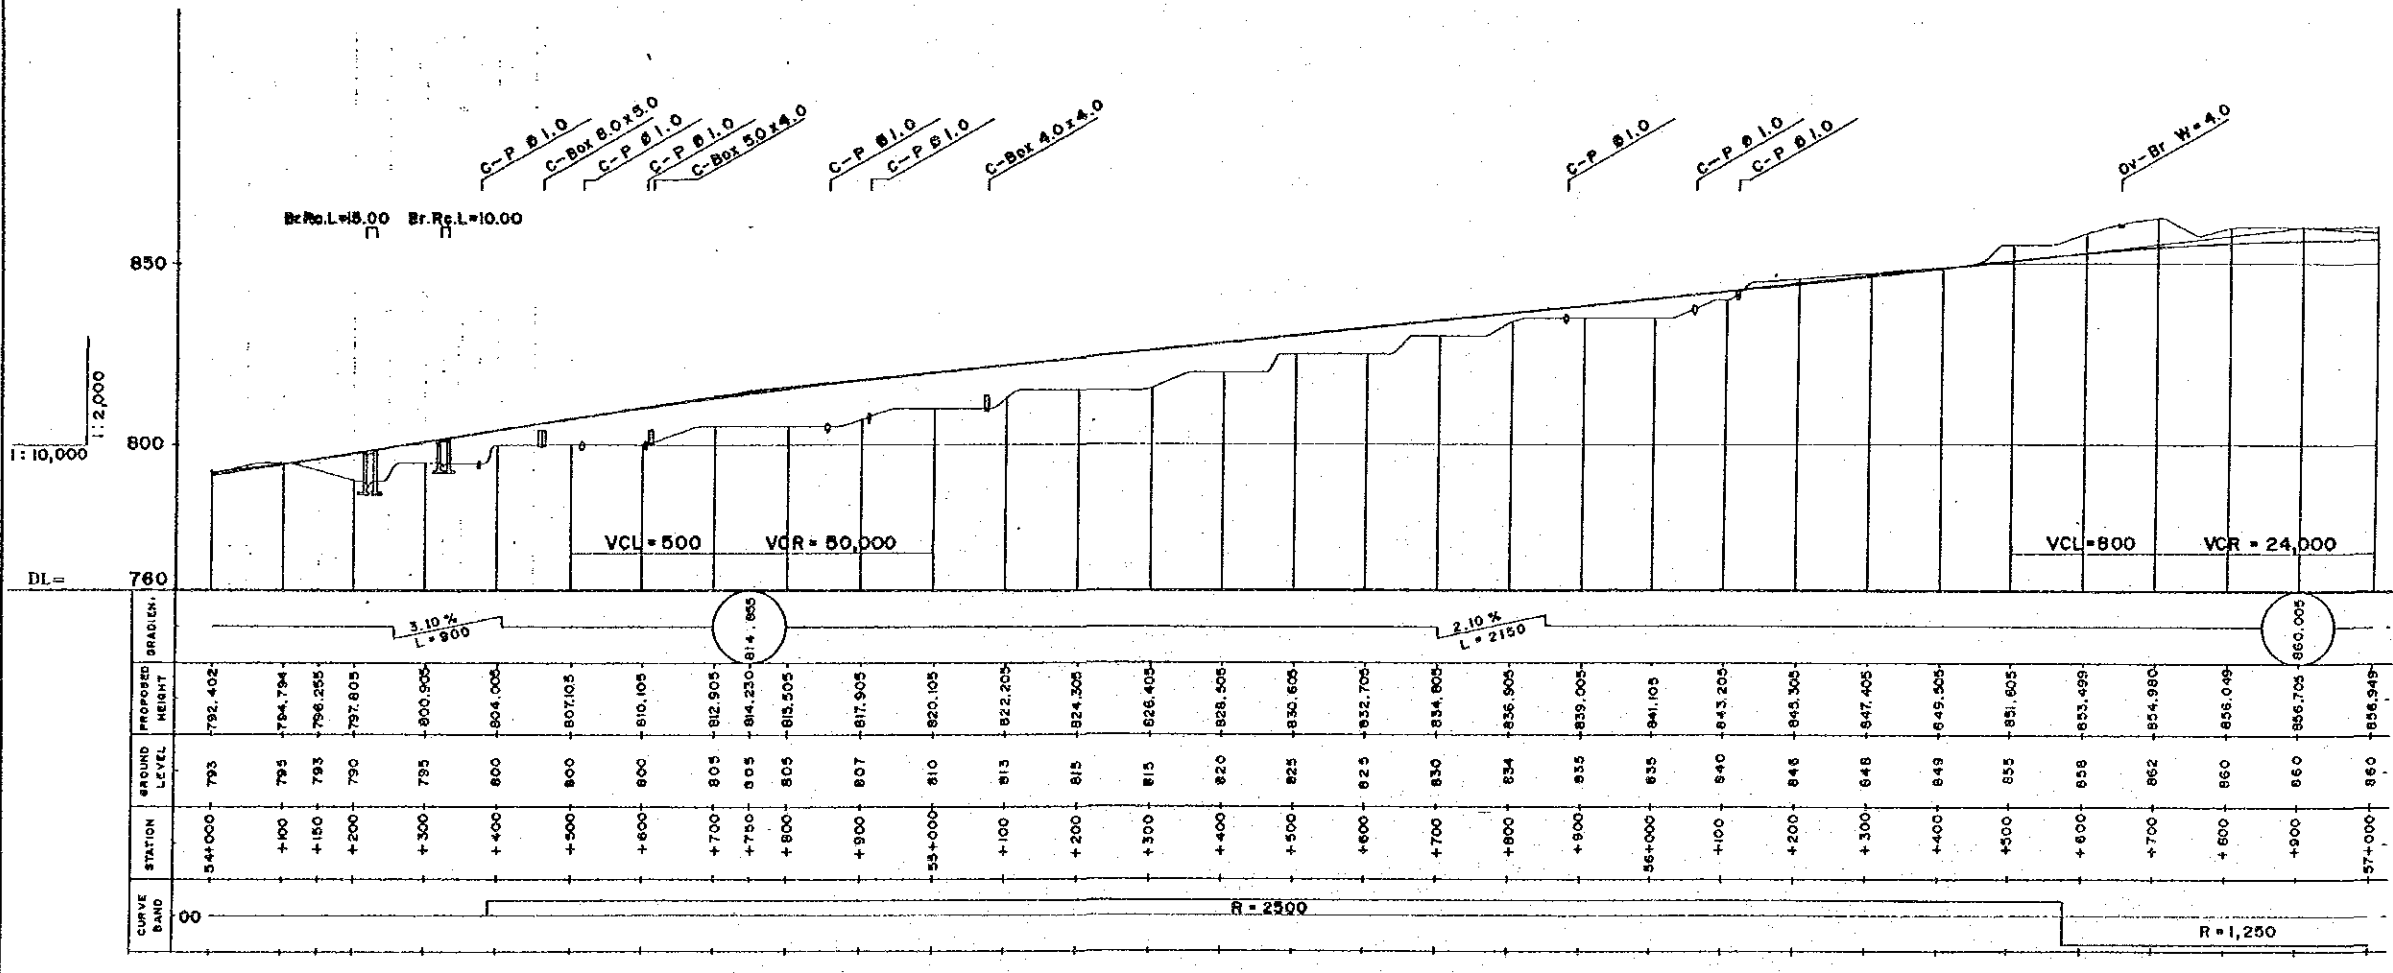 C-P ø1.0
C-Box 8.0x5.0
C-P ø1.0
C-P ø1.0
C-Box 5.0x4.0
C-P ø1.0
C-P ø1.0
C-Box 4.0x4.0
C-P ø1.0
C-P ø1.0
C-P ø1.0
Ov-Br W=4.0
Br.Rc.L=15.00 Br.Rc.L=10.00
850
1:2,000
800
1:10,000
VCL=500 VCR=50,000
VCL=800 VCR=24,000
DL= 760
GRADIENT
3.10% L=900
814.855
2.10% L=2150
860.005
PROPOSED HEIGHT
792.402 794.794 796.255 797.805 800.905 804.005 807.105 810.105 812.905 814.230 815.505 817.905 820.105 822.205 824.305 826.405 828.505 830.605 832.705 834.805 836.905 839.005 841.105 843.205 845.305 847.405 849.505 851.605 853.499 854.980 856.049 856.705 856.949
GROUND LEVEL
793 795 793 790 795 800 800 800 805 805 805 807 810 815 815 815 820 825 825 830 834 835 835 840 846 848 849 855 858 862 860 860 860
STATION
54+000 +100 +150 +200 +300 +400 +500 +600 +700 +750 +800 +900 55+000 +100 +200 +300 +400 +500 +600 +700 +800 +900 56+000 +100 +200 +300 +400 +500 +600 +700 +800 +900 57+000
CURVE BAND
00
R=2500
R=1,250